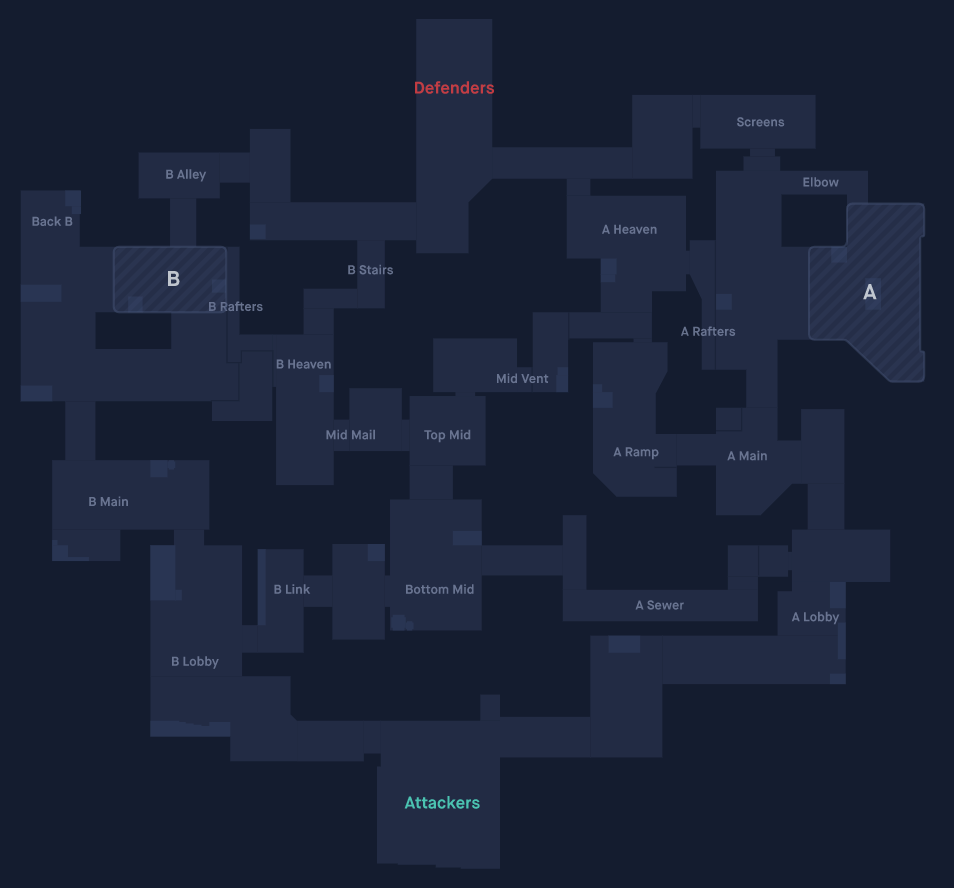 Defenders
Screens
B Alley
Elbow
Back B
A Heaven
B Stairs
B
A
B Rafters
A Rafters
B Heaven
Mid Vent
Mid Mail
Top Mid
A Ramp
A Main
B Main
B Link
Bottom Mid
A Sewer
A Lobby
B Lobby
Attackers